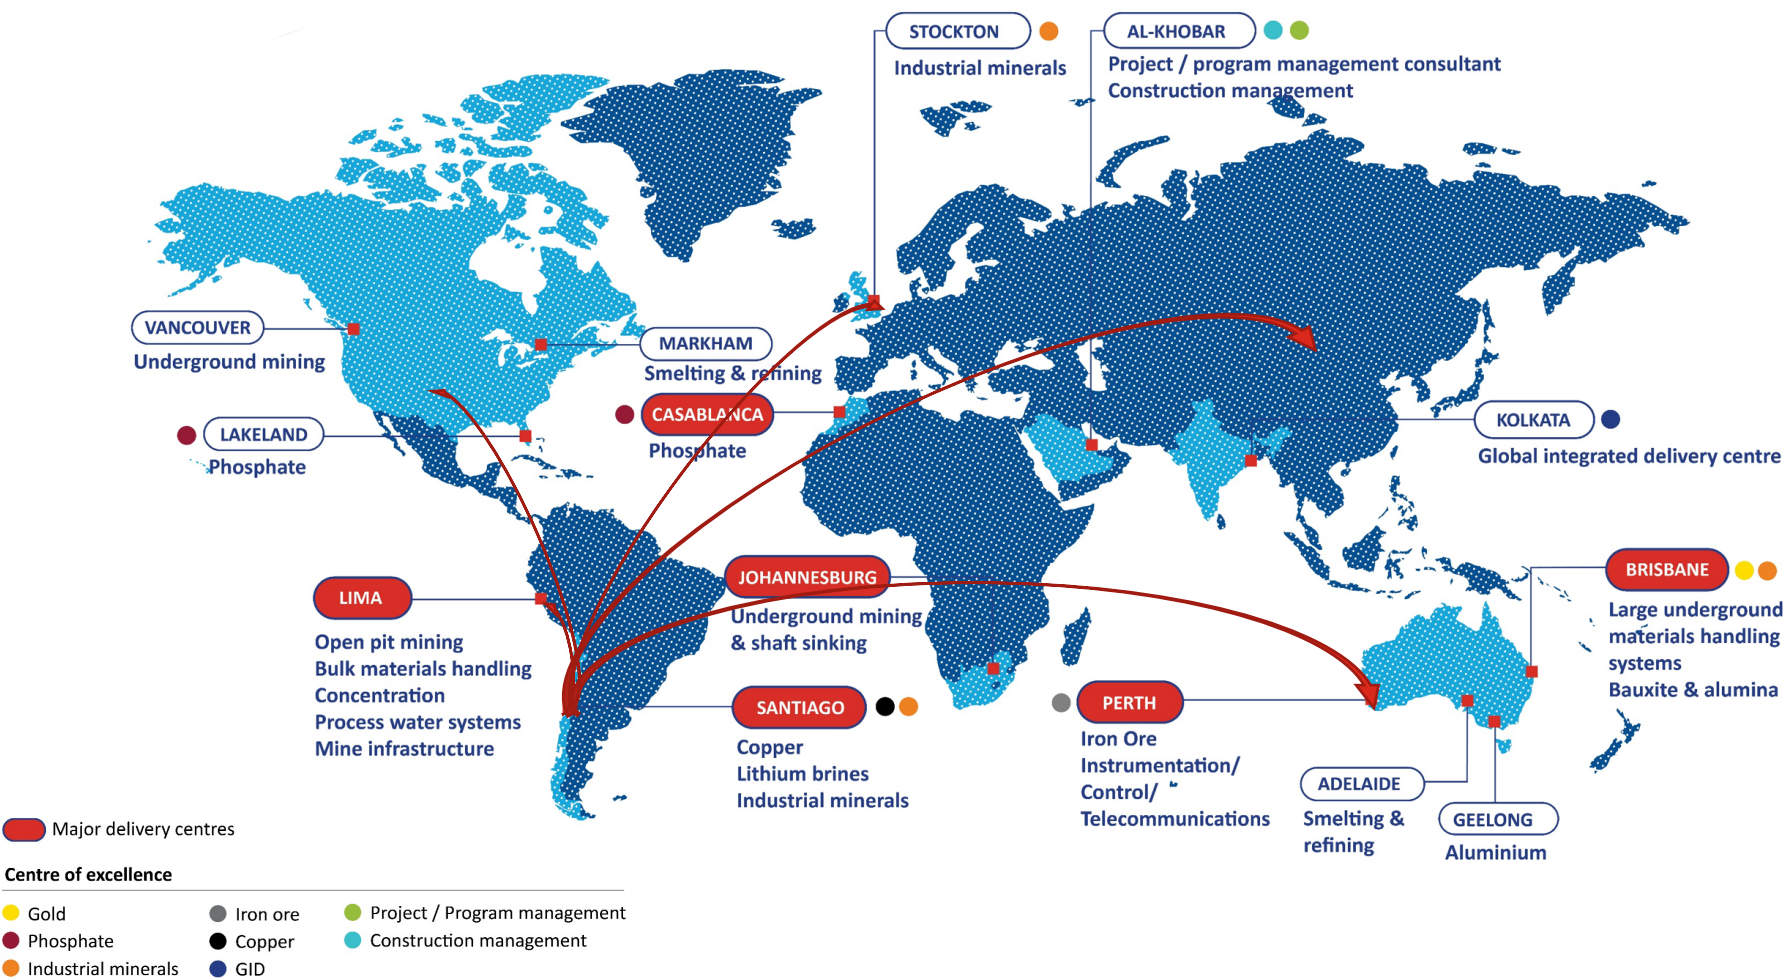 STOCKTON
Industrial minerals
AL-KHOBAR
Project / program management consultant
Construction management
VANCOUVER
Underground mining
MARKHAM
Smelting & refining
CASABLANCA
Phosphate
LAKELAND
Phosphate
KOLKATA
Global integrated delivery centre
LIMA
Open pit mining
Bulk materials handling
Concentration
Process water systems
Mine infrastructure
JOHANNESBURG
Underground mining
& shaft sinking
SANTIAGO
Copper
Lithium brines
Industrial minerals
PERTH
Iron Ore
Instrumentation/
Control/
Telecommunications
BRISBANE
Large underground
materials handling
systems
Bauxite & alumina
ADELAIDE
Smelting &
refining
GEELONG
Aluminium
Major delivery centres
Centre of excellence
Gold
Phosphate
Industrial minerals
Iron ore
Copper
GID
Project / Program management
Construction management